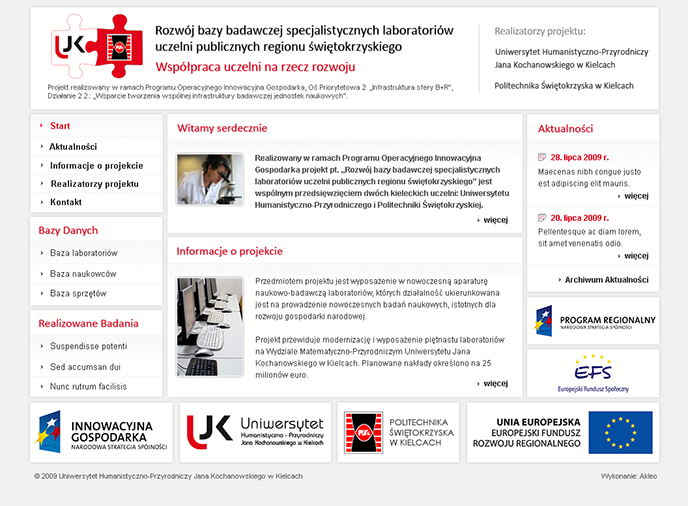 UJK
PŚk
Rozwój bazy badawczej specjalistycznych laboratoriów
uczelni publicznych regionu świętokrzyskiego
Współpraca uczelni na rzecz rozwoju
Projekt realizowany w ramach Programu Operacyjnego Innowacyjna Gospodarka, Oś Priorytetowa 2: „Infrastruktura sfery B+R",
Działanie 2.2.: „Wsparcie tworzenia wspólnej infrastruktury badawczej jednostek naukowych".
Realizatorzy projektu:
Uniwersytet Humanistyczno-Przyrodniczy
Jana Kochanowskiego w Kielcach
Politechnika Świętokrzyska w Kielcach
Start
Aktualności
Informacje o projekcie
Realizatorzy projektu
Kontakt
Bazy Danych
Baza laboratoriów
Baza naukowców
Baza sprzętów
Realizowane Badania
Suspendisse potenti
Sed accumsan dui
Nunc rutrum facilisis
Witamy serdecznie
Realizowany w ramach Programu Operacyjnego Innowacyjna
Gospodarka projekt pt. „Rozwój bazy badawczej specjalistycznych
laboratoriów uczelni publicznych regionu świętokrzyskiego" jest
wspólnym przedsięwzięciem dwóch kieleckich uczelni: Uniwersytetu
Humanistyczno-Przyrodniczego i Politechniki Świętokrzyskiej.
więcej
Informacje o projekcie
Przedmiotem projektu jest wyposażenie w nowoczesną aparaturę
naukowo-badawczą laboratoriów, których działalność ukierunkowana
jest na prowadzenie nowoczesnych badań naukowych, istotnych dla
rozwoju gospodarki narodowej.
Projekt przewiduje modernizację i wyposażenie piętnastu laboratoriów
na Wydziale Matematyczno-Przyrodniczym Uniwersytetu Jana
Kochanowskiego w Kielcach. Planowane nakłady określono na 25
milionów euro.
więcej
Aktualności
28. lipca 2009 r.
Maecenas nibh congue justo
est adipiscing elit mauris.
więcej
20. lipca 2009 r.
Pellentesque ac diam lorem,
sit amet venenatis odio.
więcej
Archiwum Aktualności
PROGRAM REGIONALNY
NARODOWA STRATEGIA SPÓJNOŚCI
EFS
Europejski Fundusz Społeczny
INNOWACYJNA
GOSPODARKA
NARODOWA STRATEGIA SPÓJNOŚCI
UJK
Uniwersytet
Humanistyczno - Przyrodniczy
Jana Kochanowskiego w Kielcach
PŚk
POLITECHNIKA
ŚWIĘTOKRZYSKA
W KIELCACH
UNIA EUROPEJSKA
EUROPEJSKI FUNDUSZ
ROZWOJU REGIONALNEGO
© 2009 Uniwersytet Humanistyczno-Przyrodniczy Jana Kochanowskiego w Kielcach
Wykonanie: Akleo